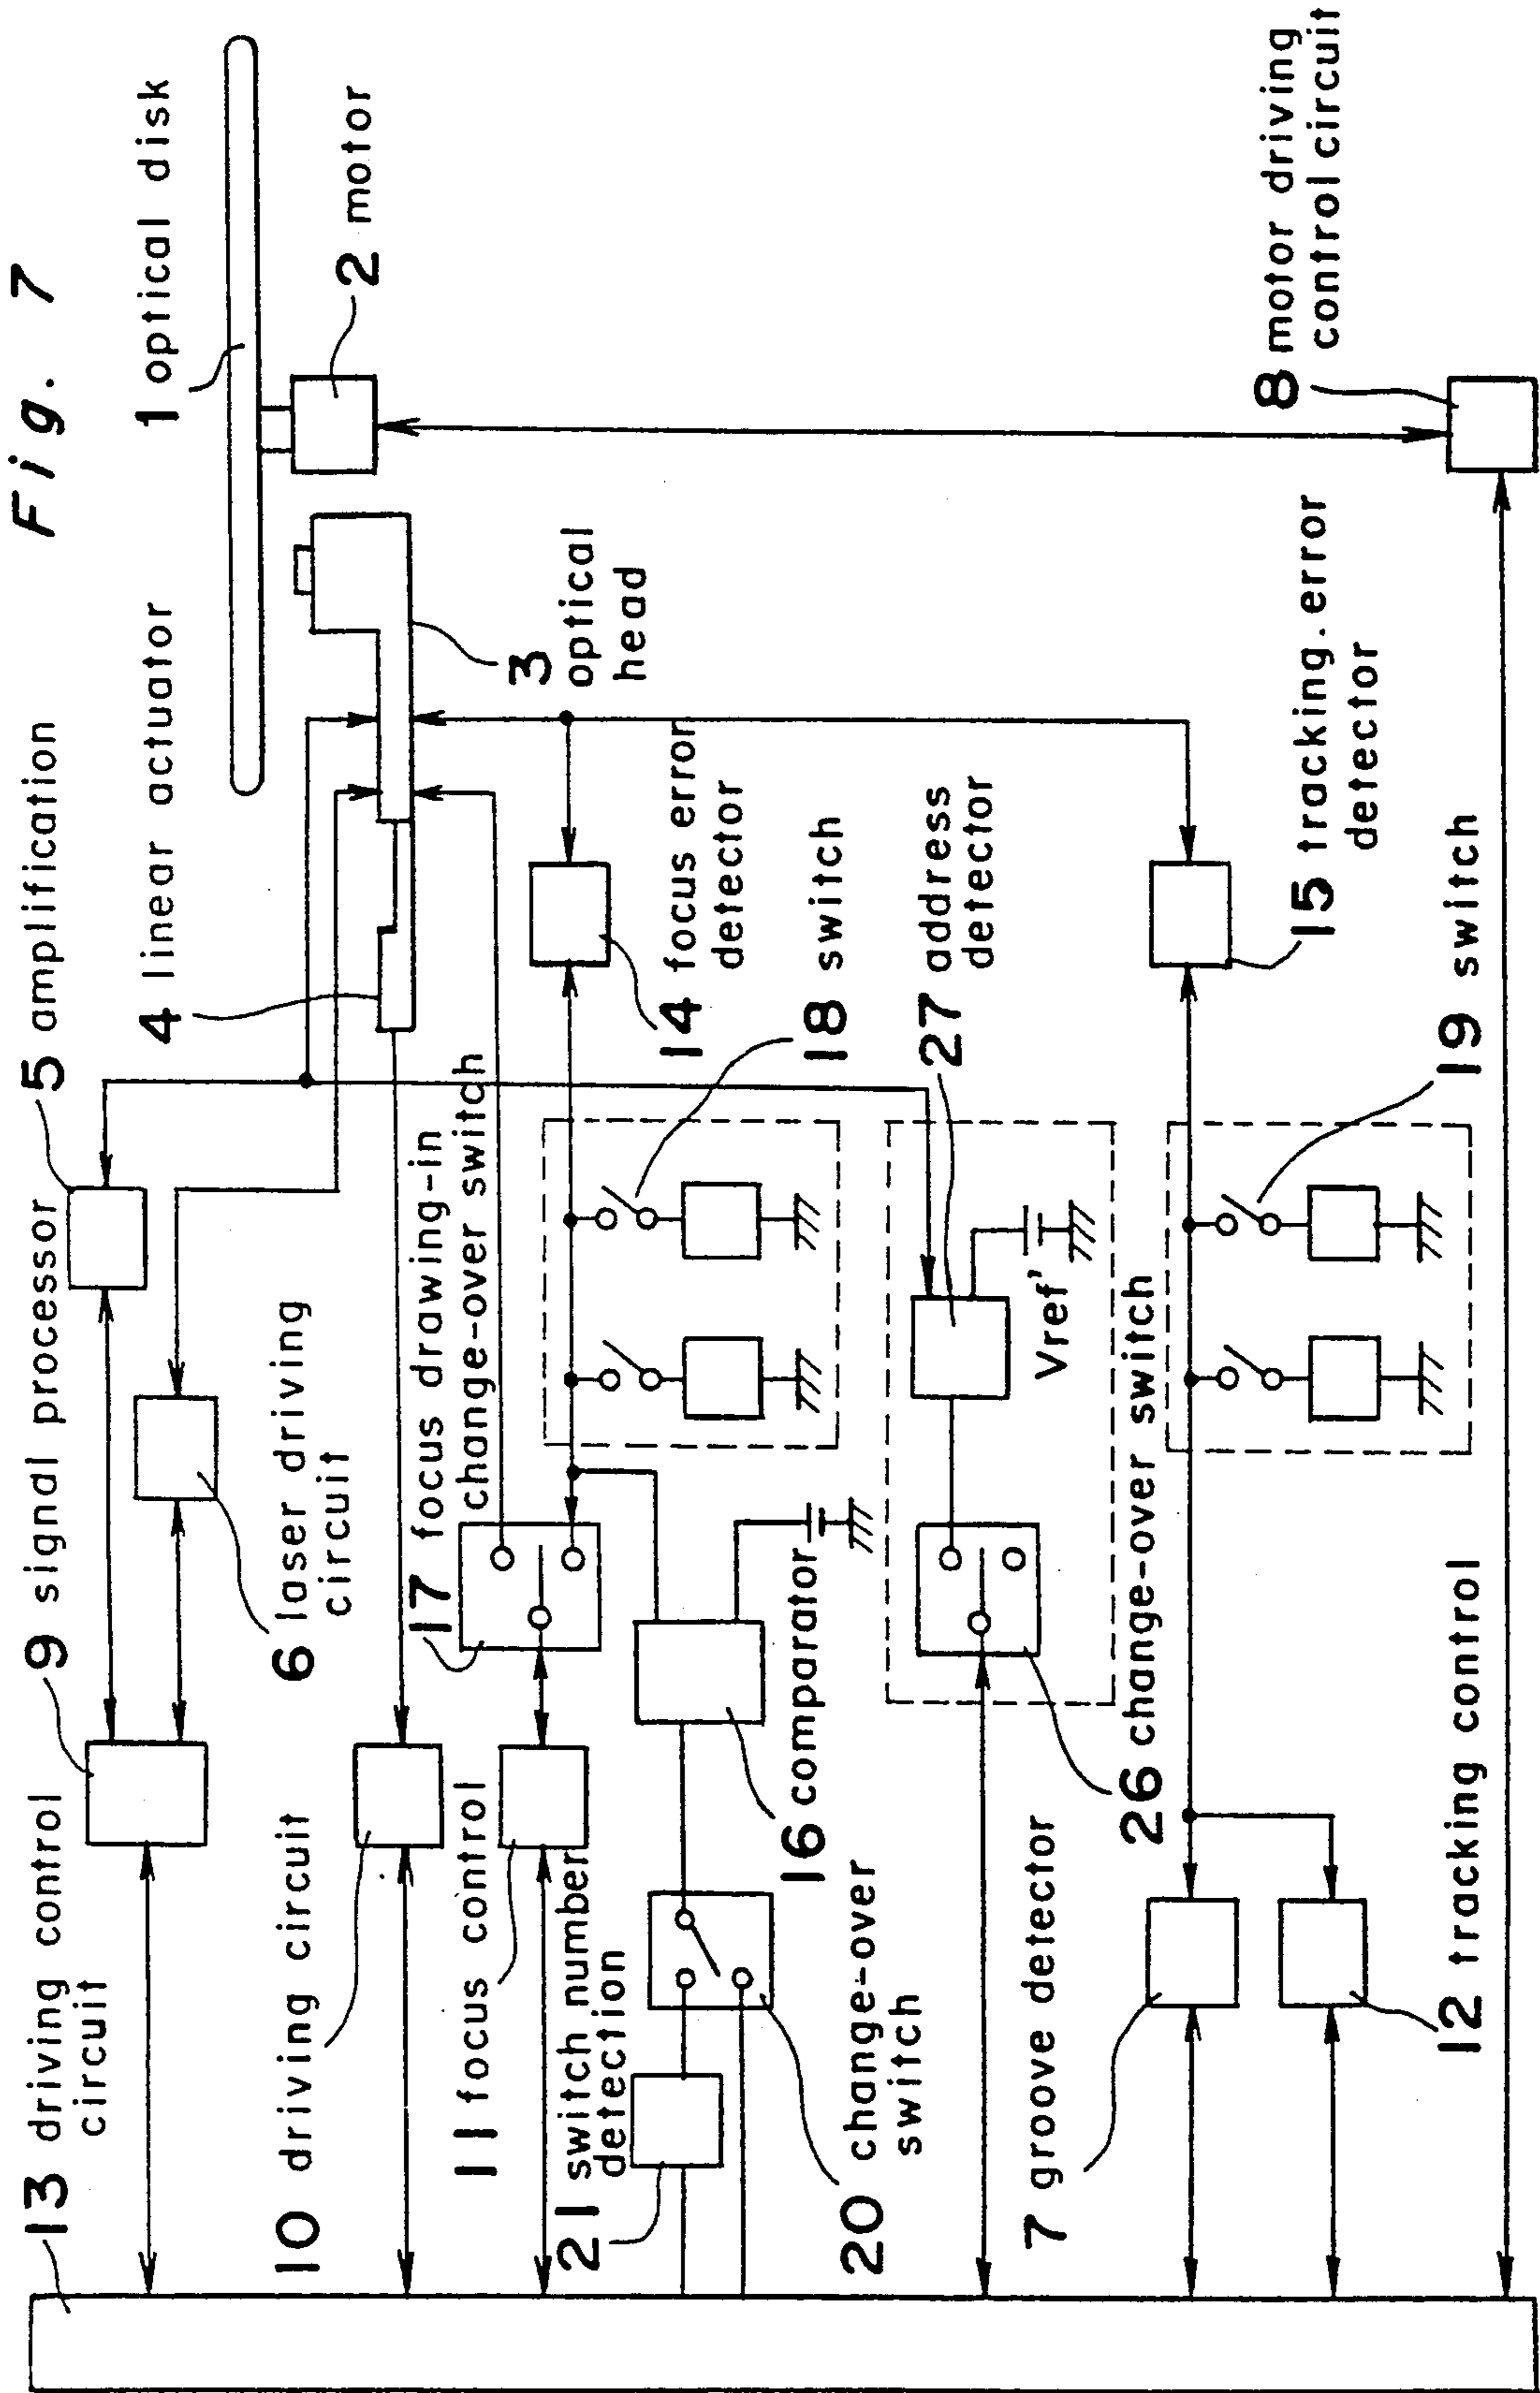 Fig. 7
1 optical disk
2 motor
8 motor driving
control circuit
3 optical
head
4 linear actuator
5 amplification
14 focus error
detector
18 switch
27 address
detector
15 tracking.error
detector
19 switch
9 signal processor
6 laser driving
circuit
17 focus drawing-in
change-over switch
Vref'
16 comparator
26 change-over switch
12 tracking control
13 driving control
circuit
10 driving circuit
11 focus control
21 switch number
detection
20 change-over
switch
7 groove detector